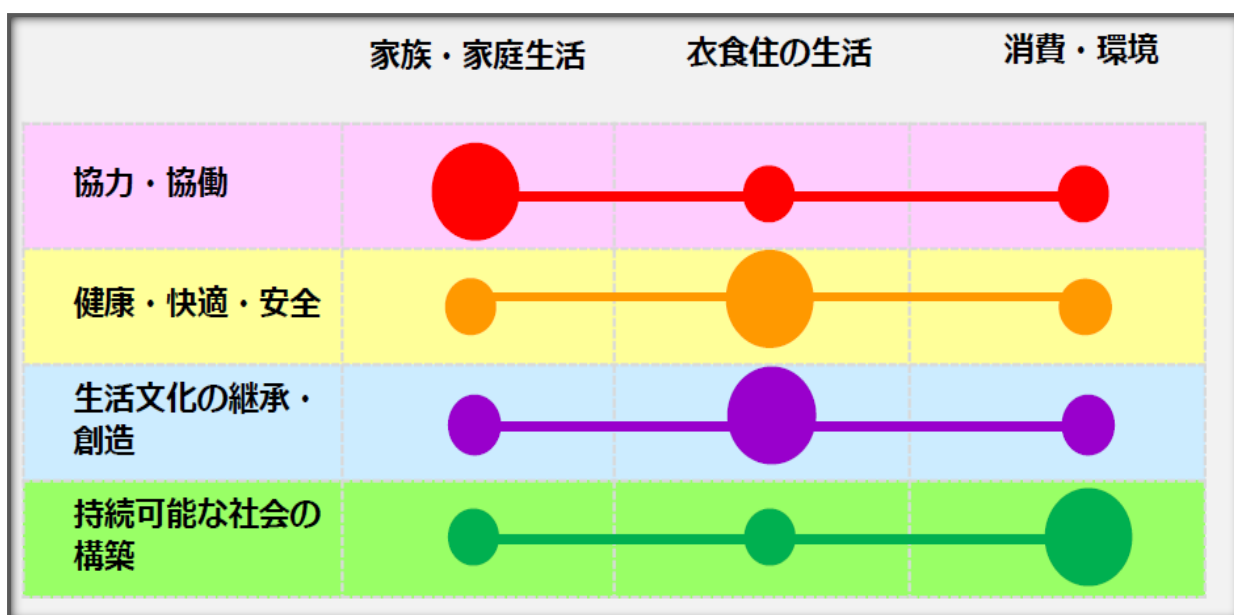 家族・家庭生活
衣食住の生活
消費・環境
協力・協働
健康・快適・安全
生活文化の継承・
創造
持続可能な社会の
構築